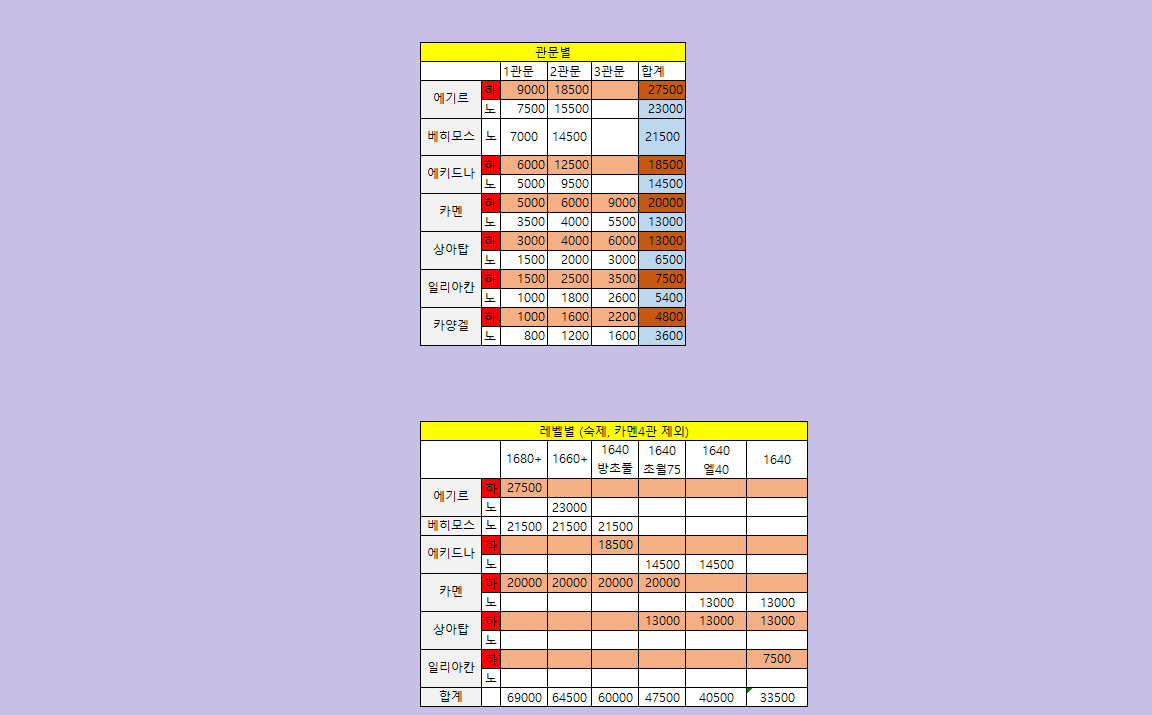 관문별
1관문 2관문 3관문 합계
에기르 하 9000 18500 27500
노 7500 15500 23000
베히모스 노 7000 14500 21500
에키드나 하 6000 12500 18500
노 5000 9500 14500
카멘 하 5000 6000 9000 20000
노 3500 4000 5500 13000
상아탑 하 3000 4000 6000 13000
노 1500 2000 3000 6500
일리아칸 하 1500 2500 3500 7500
노 1000 1800 2600 5400
카양겔 하 1000 1600 2200 4800
노 800 1200 1600 3600
레벨별 (숙제, 카멘4관 제외)
1680+ 1660+ 1640 방초풀 1640 초월75 1640 엘40 1640
에기르 하 27500
노 23000
베히모스 노 21500 21500 21500
에키드나 하 18500
노 14500 14500
카멘 하 20000 20000 20000 20000
노 13000 13000
상아탑 하 13000 13000 13000
노
일리아칸 하 7500
노
합계 69000 64500 60000 47500 40500 33500